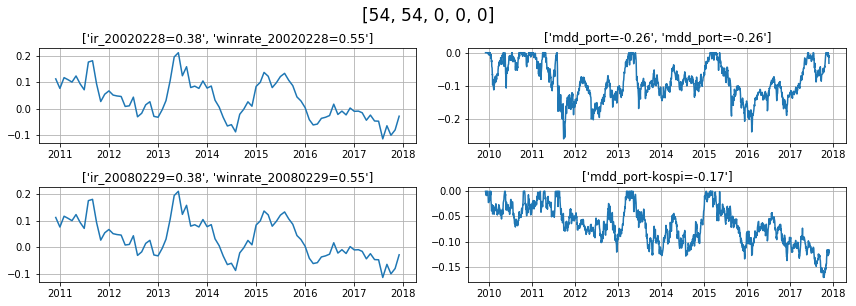 [54, 54, 0, 0, 0]
['ir_20020228=0.38', 'winrate_20020228=0.55']
0.2
0.1
0.0
−0.1
2011 2012 2013 2014 2015 2016 2017 2018
['mdd_port=-0.26', 'mdd_port=-0.26']
0.0
−0.1
−0.2
2010 2011 2012 2013 2014 2015 2016 2017 2018
['ir_20080229=0.38', 'winrate_20080229=0.55']
0.2
0.1
0.0
−0.1
2011 2012 2013 2014 2015 2016 2017 2018
['mdd_port-kospi=-0.17']
0.00
−0.05
−0.10
−0.15
2010 2011 2012 2013 2014 2015 2016 2017 2018